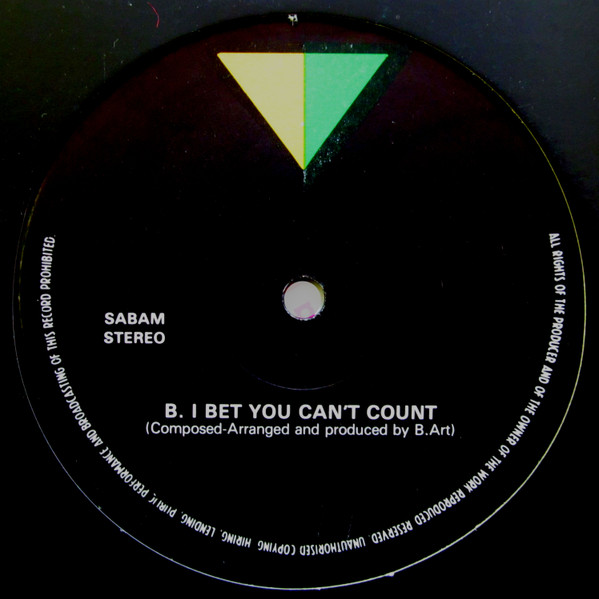 SABAM
STEREO
B. I BET YOU CAN'T COUNT
(Composed-Arranged and produced by B.Art)
ALL RIGHTS OF THE PRODUCER AND OF THE OWNER OF THE WORK REPRODUCED RESERVED. UNAUTHORISED COPYING, HIRING, LENDING, PUBLIC PERFORMANCE AND BROADCASTING OF THIS RECORD PROHIBITED.